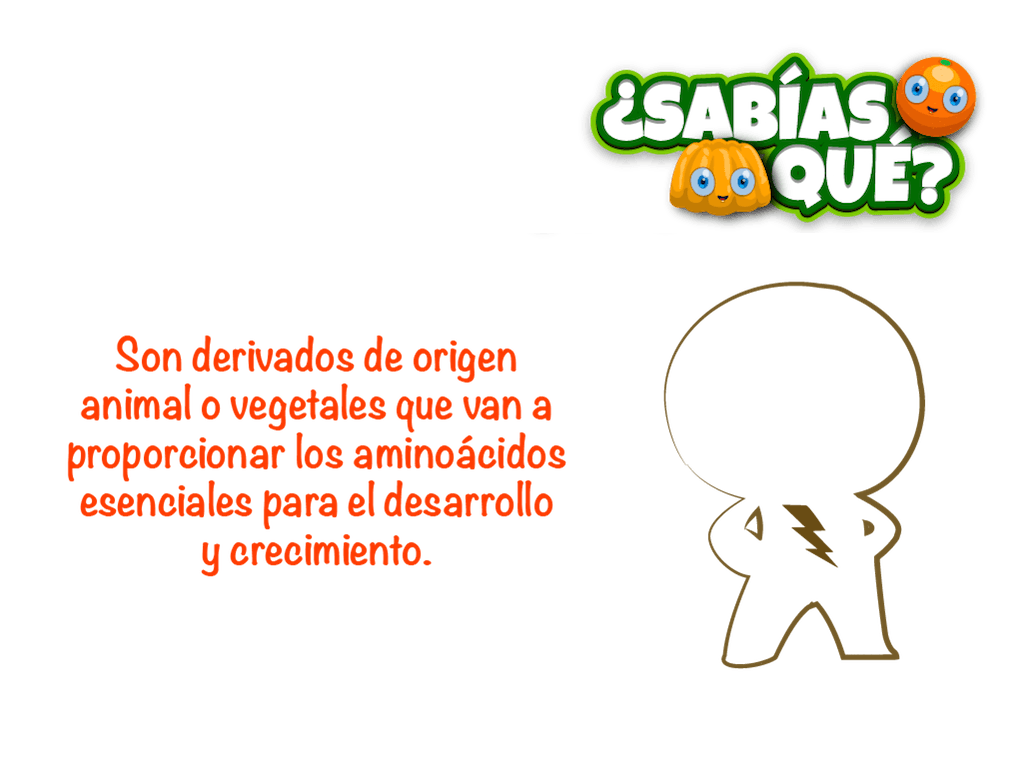 ¿SABÍAS
QUÉ?
Son derivados de origen
animal o vegetales que van a
proporcionar los aminoácidos
esenciales para el desarrollo
y crecimiento.